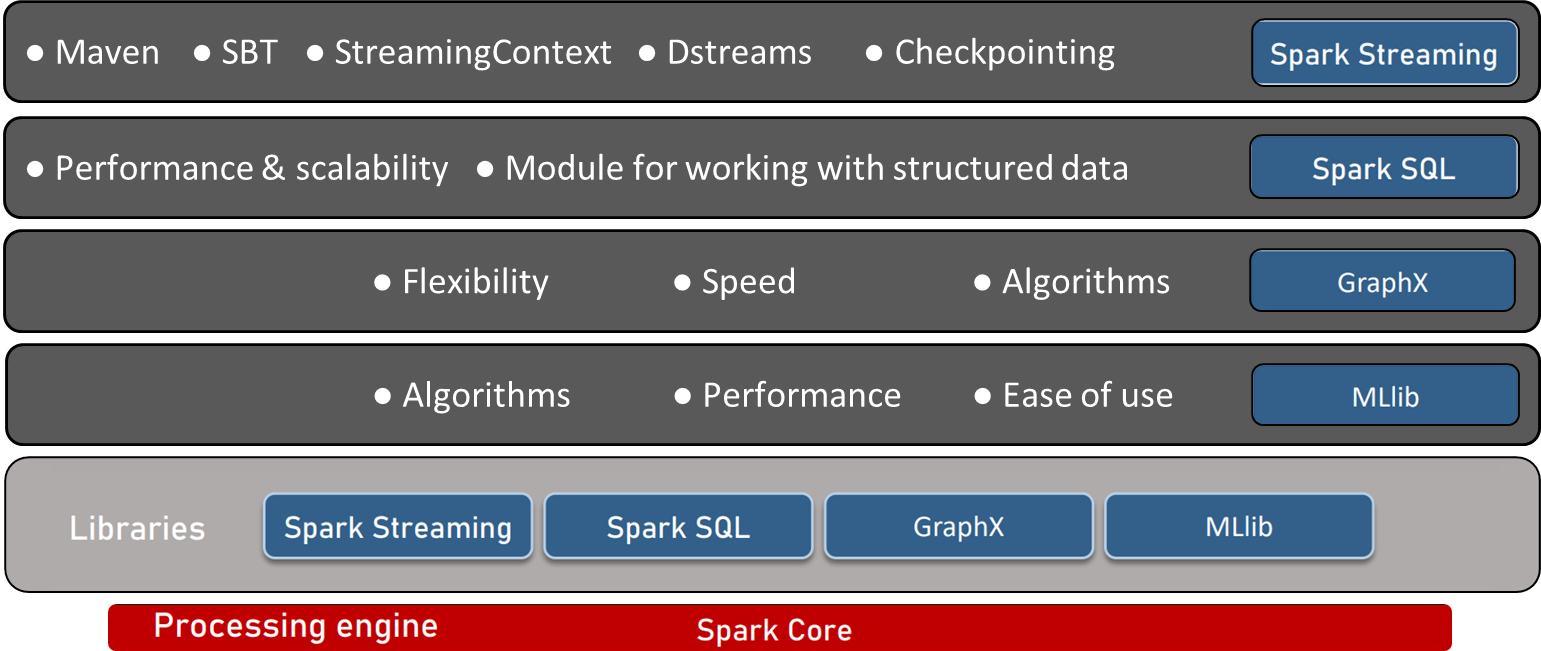 ● Maven ● SBT ● StreamingContext ● Dstreams ● Checkpointing Spark Streaming
● Performance & scalability ● Module for working with structured data Spark SQL
● Flexibility ● Speed ● Algorithms GraphX
● Algorithms ● Performance ● Ease of use MLlib
Libraries Spark Streaming Spark SQL GraphX MLlib
Processing engine Spark Core